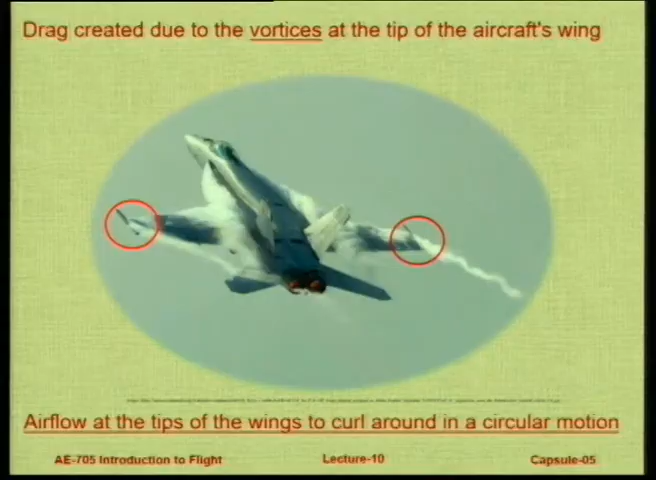 Drag created due to the vortices at the tip of the aircraft's wing
Airflow at the tips of the wings to curl around in a circular motion
AE-705 Introduction to Flight
Lecture-10
Capsule-05